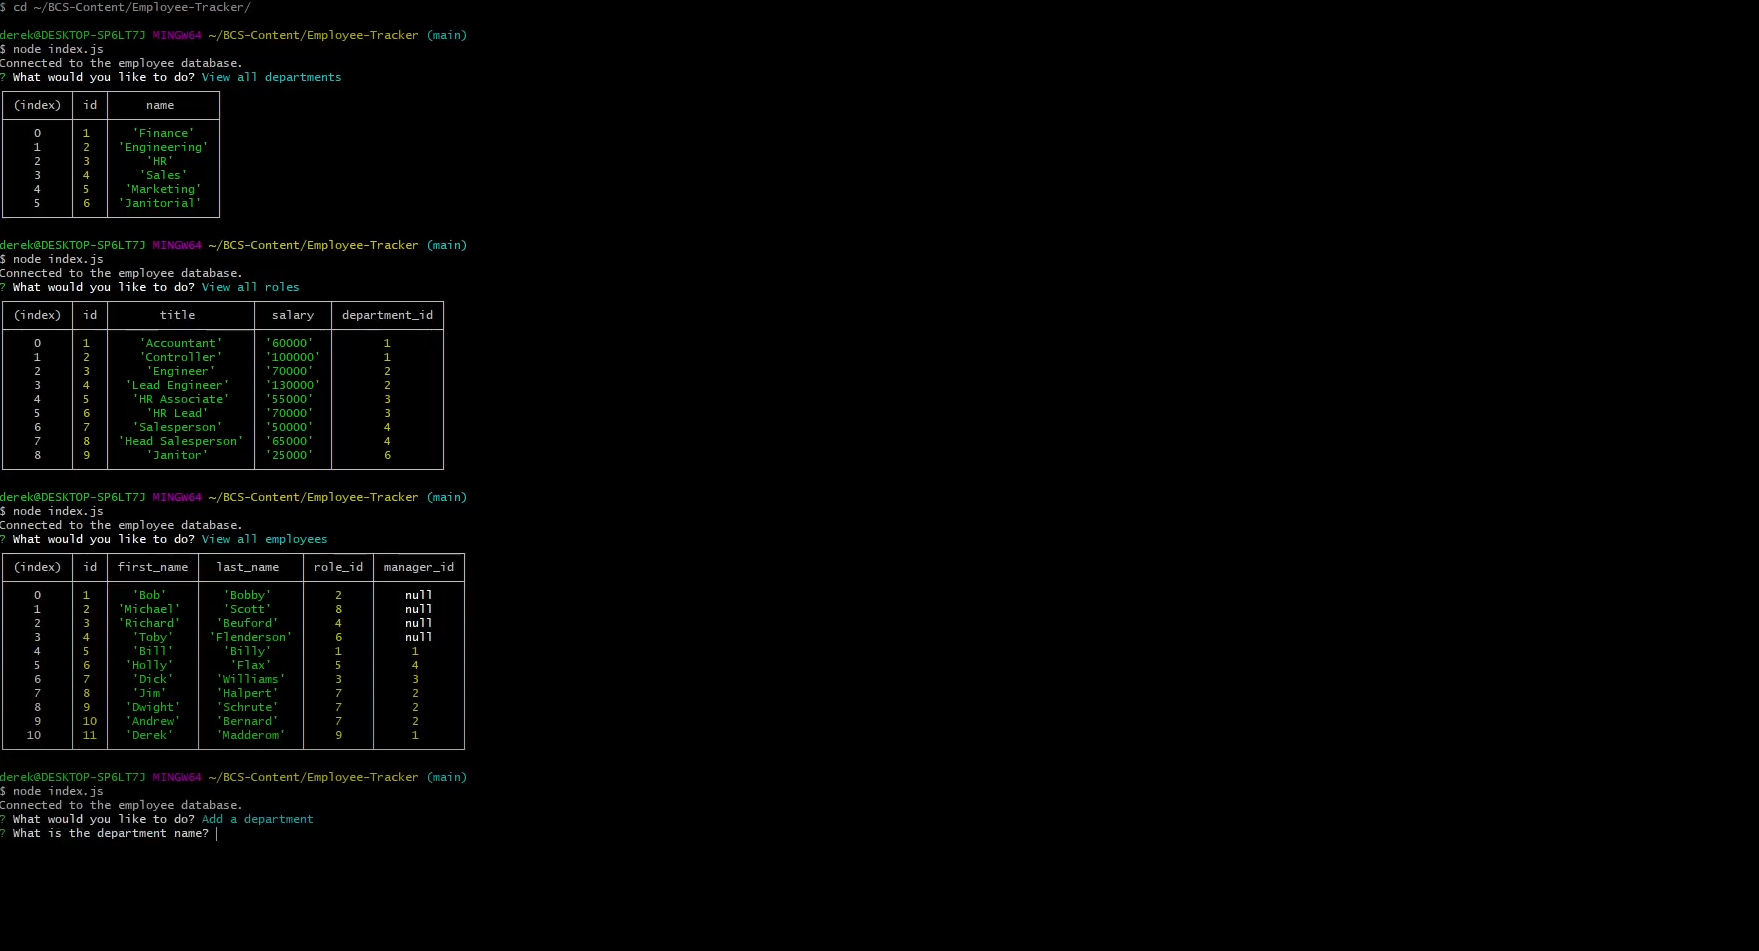 $ cd ~/BCS-Content/Employee-Tracker/
derek@DESKTOP-SP6LT7J MINGW64 ~/BCS-Content/Employee-Tracker (main)
$ node index.js
Connected to the employee database.
? What would you like to do? View all departments
(index) id name
0 1 'Finance'
1 2 'Engineering'
2 3 'HR'
3 4 'Sales'
4 5 'Marketing'
5 6 'Janitorial'
derek@DESKTOP-SP6LT7J MINGW64 ~/BCS-Content/Employee-Tracker (main)
$ node index.js
Connected to the employee database.
? What would you like to do? View all roles
(index) id title salary department_id
0 1 'Accountant' '60000' 1
1 2 'Controller' '100000' 1
2 3 'Engineer' '70000' 2
3 4 'Lead Engineer' '130000' 2
4 5 'HR Associate' '55000' 3
5 6 'HR Lead' '70000' 3
6 7 'Salesperson' '50000' 4
7 8 'Head Salesperson' '65000' 4
8 9 'Janitor' '25000' 6
derek@DESKTOP-SP6LT7J MINGW64 ~/BCS-Content/Employee-Tracker (main)
$ node index.js
Connected to the employee database.
? What would you like to do? View all employees
(index) id first_name last_name role_id manager_id
0 1 'Bob' 'Bobby' 2 null
1 2 'Michael' 'Scott' 8 null
2 3 'Richard' 'Beuford' 4 null
3 4 'Toby' 'Flenderson' 6 null
4 5 'Bill' 'Billy' 1 1
5 6 'Holly' 'Flax' 5 4
6 7 'Dick' 'Williams' 3 3
7 8 'Jim' 'Halpert' 7 2
8 9 'Dwight' 'Schrute' 7 2
9 10 'Andrew' 'Bernard' 7 2
10 11 'Derek' 'Madderom' 9 1
derek@DESKTOP-SP6LT7J MINGW64 ~/BCS-Content/Employee-Tracker (main)
$ node index.js
Connected to the employee database.
? What would you like to do? Add a department
? What is the department name?